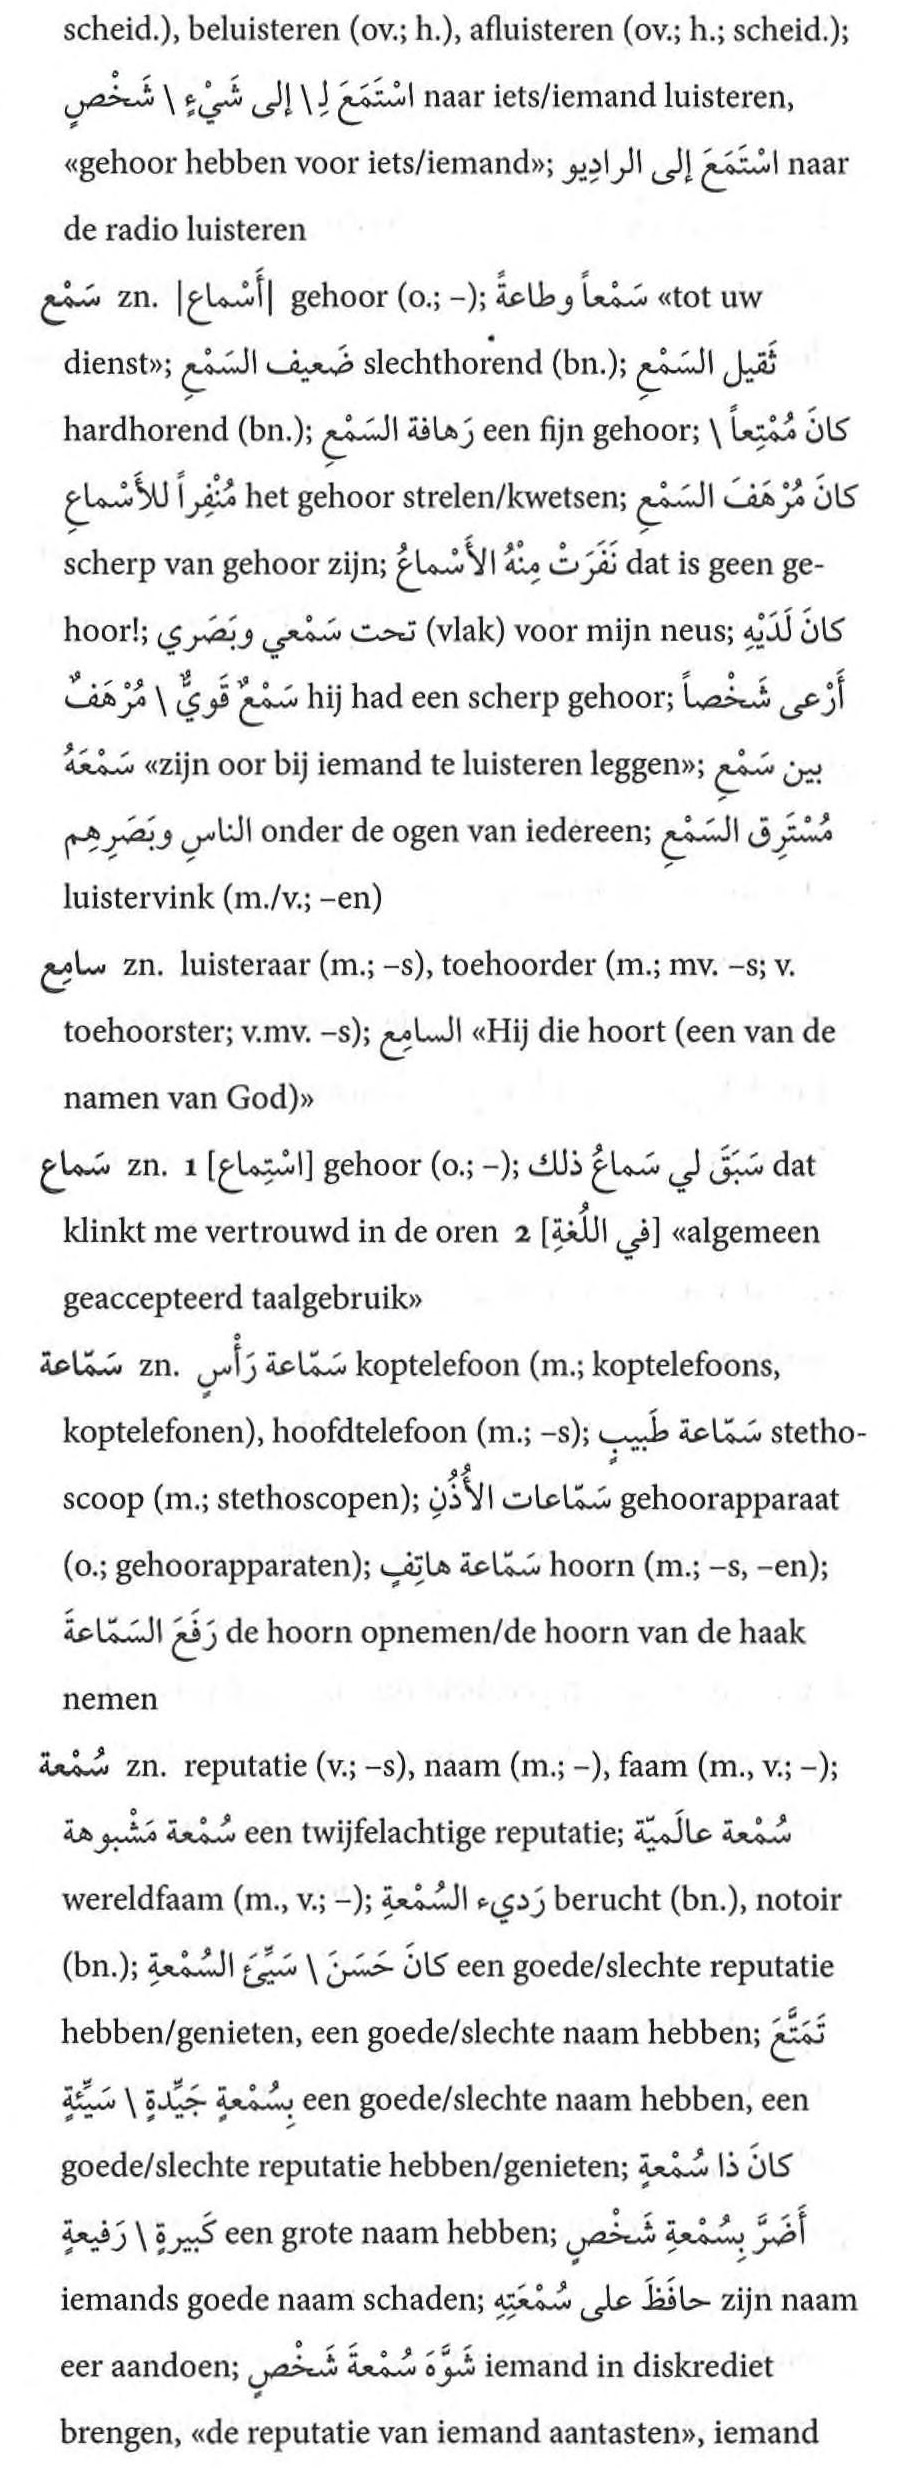 scheid.), beluisteren (ov.; h.), afluisteren (ov.; h.; scheid.);
اسْتَمَعَ لِـ \ إلى شَيْءٍ \ شَخْصٍ naar iets/iemand luisteren,
«gehoor hebben voor iets/iemand»; اسْتَمَعَ إلى الرادِيو naar
de radio luisteren
سَمْع zn. |أَسْماع| gehoor (o.; –); سَمْعاً وطاعةً «tot uw
dienst»; ضَعيف السَمْعِ slechthorend (bn.); ثَقيل السَمْعِ
hardhorend (bn.); رَهافة السَمْعِ een fijn gehoor; كانَ مُمْتِعاً \
مُنْفِراً للأَسْماعِ het gehoor strelen/kwetsen; كانَ مُرْهَفَ السَمْعِ
scherp van gehoor zijn; نَفَرَتْ مِنْهُ الأَسْماعُ dat is geen ge-
hoor!; تحت سَمْعي وبَصَري (vlak) voor mijn neus; كانَ لَدَيْهِ
سَمْعٌ قَوِيٌّ \ مُرْهَفٌ hij had een scherp gehoor; أَرْعى شَخْصاً
سَمْعَهُ «zijn oor bij iemand te luisteren leggen»; بين سَمْعِ
الناسِ وبَصَرِهِم onder de ogen van iedereen; مُسْتَرِق السَمْعِ
luistervink (m./v.; –en)
سامِع zn. luisteraar (m.; –s), toehoorder (m.; mv. –s; v.
toehoorster; v.mv. –s); السامِع «Hij die hoort (een van de
namen van God)»
سَماع zn. 1 [اسْتِماع] gehoor (o.; –); سَبَقَ لي سَماعُ ذلك dat
klinkt me vertrouwd in de oren 2 [في اللُغةِ] «algemeen
geaccepteerd taalgebruik»
سَمّاعة zn. سَمّاعة رَأْسٍ koptelefoon (m.; koptelefoons,
koptelefonen), hoofdtelefoon (m.; –s); سَمّاعة طَبيبٍ stetho-
scoop (m.; stethoscopen); سَمّاعات الأُذُنِ gehoorapparaat
(o.; gehoorapparaten); سَمّاعة هاتِفٍ hoorn (m.; –s, –en);
رَفَعَ السَمّاعةَ de hoorn opnemen/de hoorn van de haak
nemen
سُمْعة zn. reputatie (v.; –s), naam (m.; –), faam (m., v.; –);
سُمْعة مَشْبوهة een twijfelachtige reputatie; سُمْعة عالَميّة
wereldfaam (m., v.; –); رَديء السُمْعةِ berucht (bn.), notoir
(bn.); كانَ حَسَنَ \ سَيِّئَ السُمْعةِ een goede/slechte reputatie
hebben/genieten, een goede/slechte naam hebben; تَمَتَّعَ
بِسُمْعةٍ جَيِّدةٍ \ سَيِّئةٍ een goede/slechte naam hebben, een
goede/slechte reputatie hebben/genieten; كانَ ذا سُمْعةٍ
كَبيرةٍ \ رَفيعةٍ een grote naam hebben; أَضَرَّ بِسُمْعةِ شَخْصٍ
iemands goede naam schaden; حافَظَ على سُمْعَتِهِ zijn naam
eer aandoen; شَوَّهَ سُمْعةَ شَخْصٍ iemand in diskrediet
brengen, «de reputatie van iemand aantasten», iemand